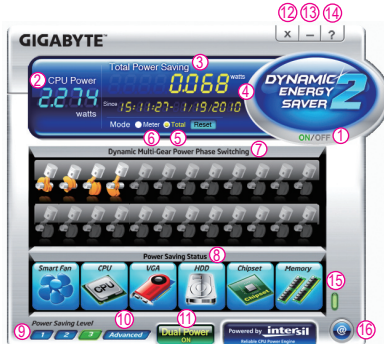 ⑫ ⑬ ⑭
x – ?
GIGABYTE™
Total Power Saving ③
② CPU Power
0.068 watts ④
2.274
watts
Since 15:11:27- 1/19/2010
Mode Meter Total Reset
⑥ ⑤
DYNAMIC
ENERGY
SAVER 2
ON/OFF ①
Dynamic Multi-Gear Power Phase Switching ⑦
Power Saving Status ⑧
Smart Fan CPU VGA HDD Chipset Memory
CPU
Chipset
⑮
⑩ ⑪
Power Saving Level
⑨ 1 2 3 Advanced
Dual Power
ON
Powered by intersil
Reliable CPU Power Engine
@ ⑯